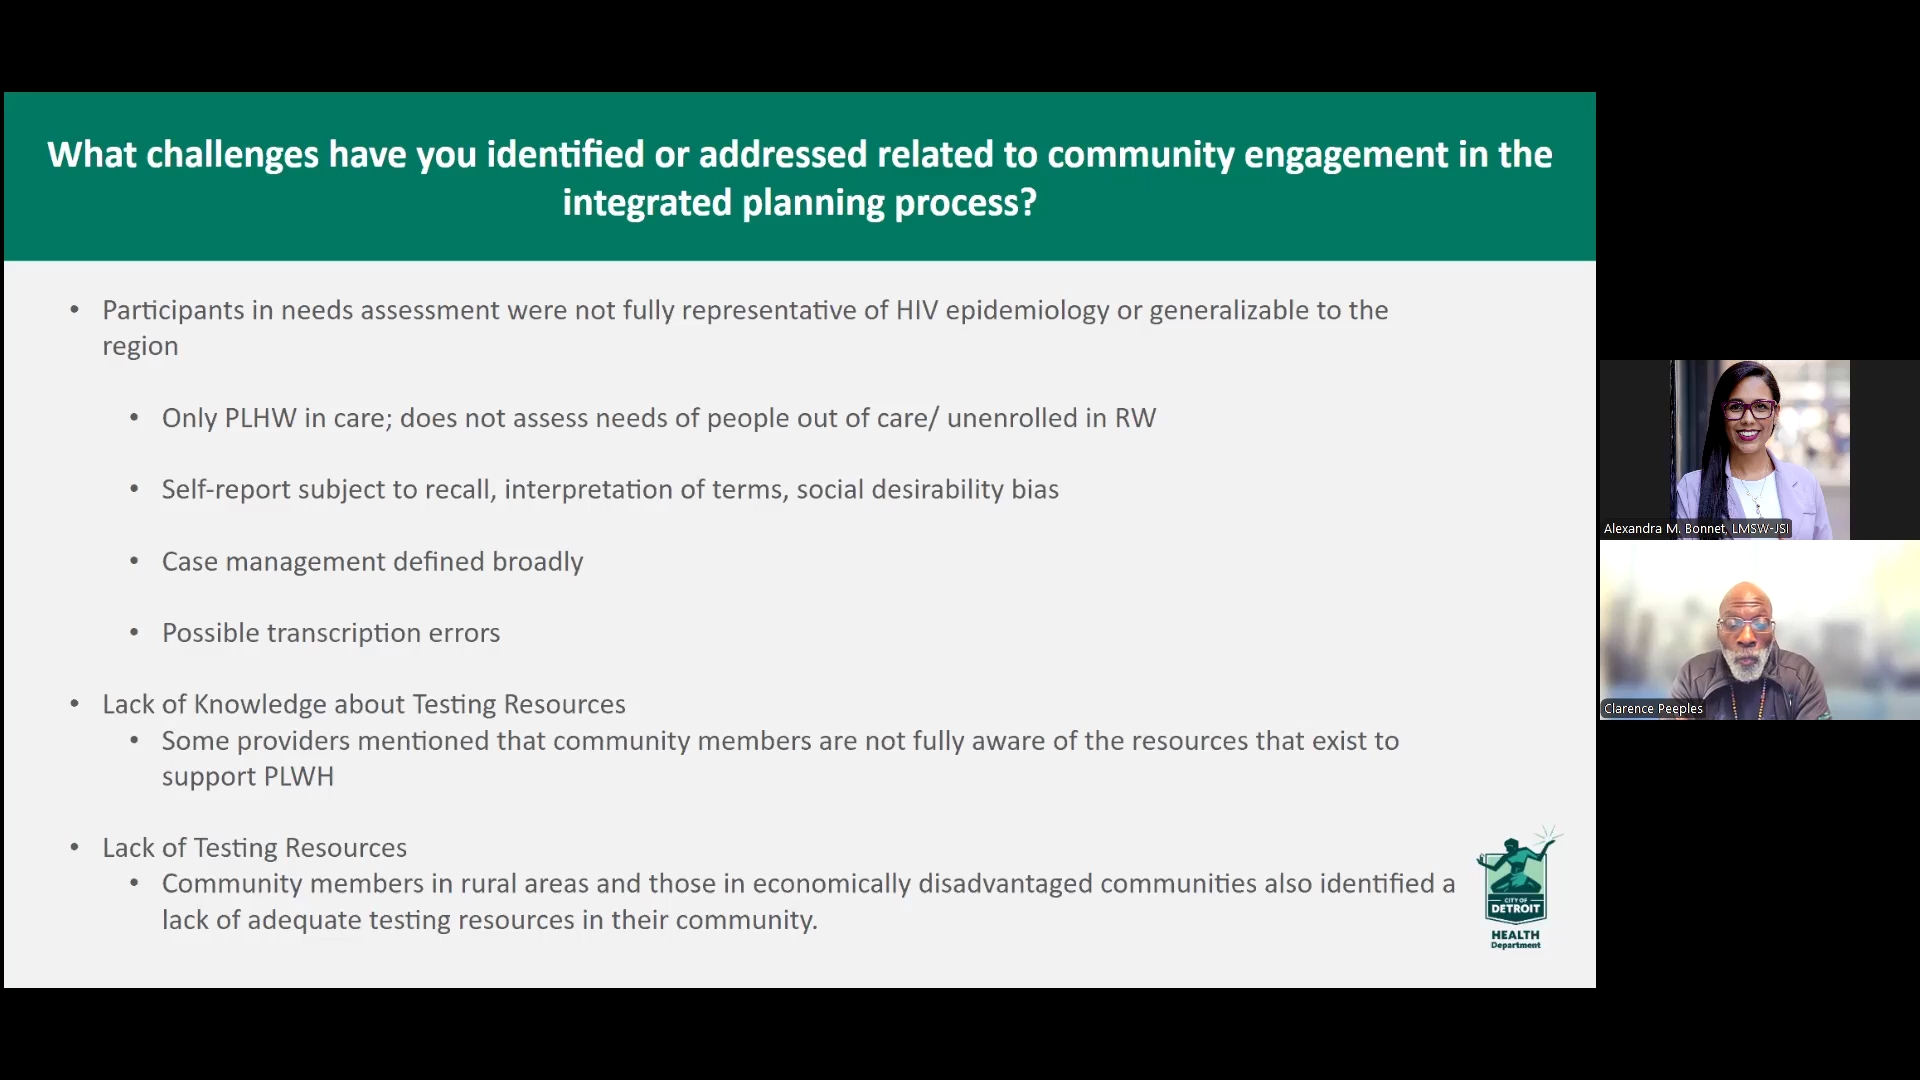 What challenges have you identified or addressed related to community engagement in the
integrated planning process?
• Participants in needs assessment were not fully representative of HIV epidemiology or generalizable to the
region
• Only PLHW in care; does not assess needs of people out of care/ unenrolled in RW
• Self-report subject to recall, interpretation of terms, social desirability bias
• Case management defined broadly
• Possible transcription errors
• Lack of Knowledge about Testing Resources
• Some providers mentioned that community members are not fully aware of the resources that exist to
support PLWH
• Lack of Testing Resources
• Community members in rural areas and those in economically disadvantaged communities also identified a
lack of adequate testing resources in their community.
CITY OF
DETROIT
HEALTH
Department
Alexandra M. Bonnet, LMSW-JSI
Clarence Peeples